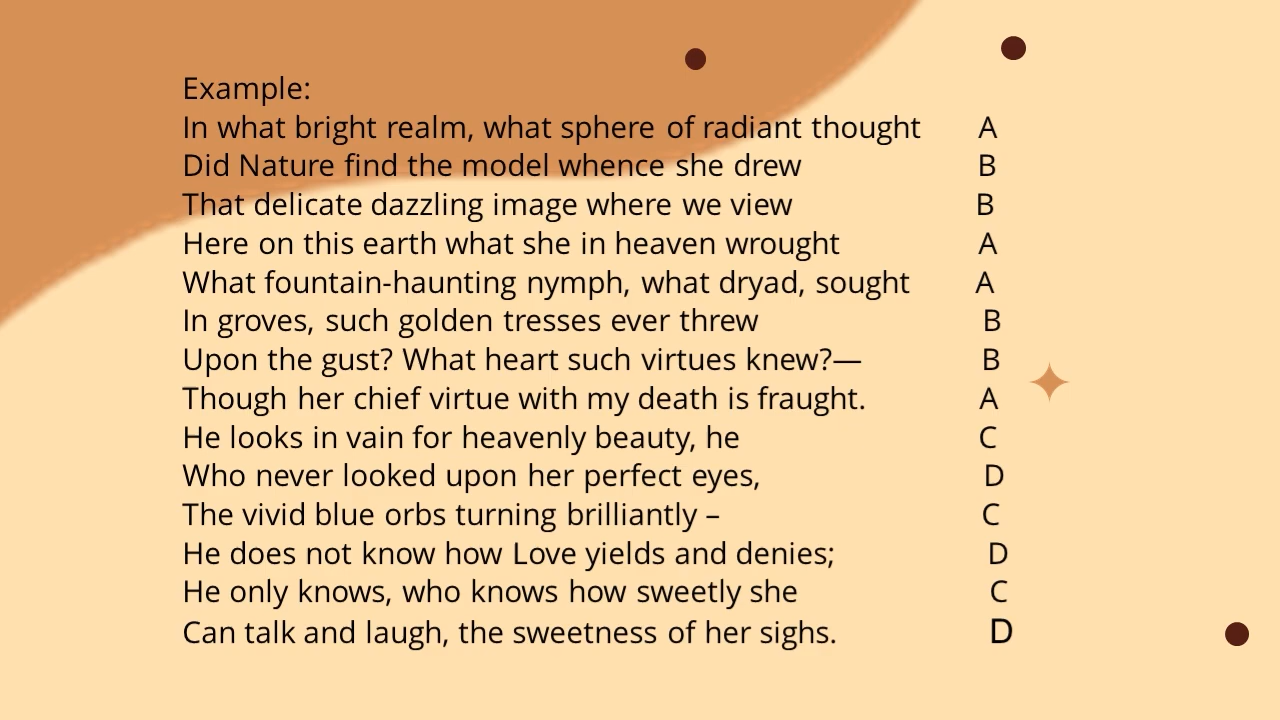 Example:
In what bright realm, what sphere of radiant thought A
Did Nature find the model whence she drew B
That delicate dazzling image where we view B
Here on this earth what she in heaven wrought A
What fountain-haunting nymph, what dryad, sought A
In groves, such golden tresses ever threw B
Upon the gust? What heart such virtues knew?— B
Though her chief virtue with my death is fraught. A
He looks in vain for heavenly beauty, he C
Who never looked upon her perfect eyes, D
The vivid blue orbs turning brilliantly – C
He does not know how Love yields and denies; D
He only knows, who knows how sweetly she C
Can talk and laugh, the sweetness of her sighs. D